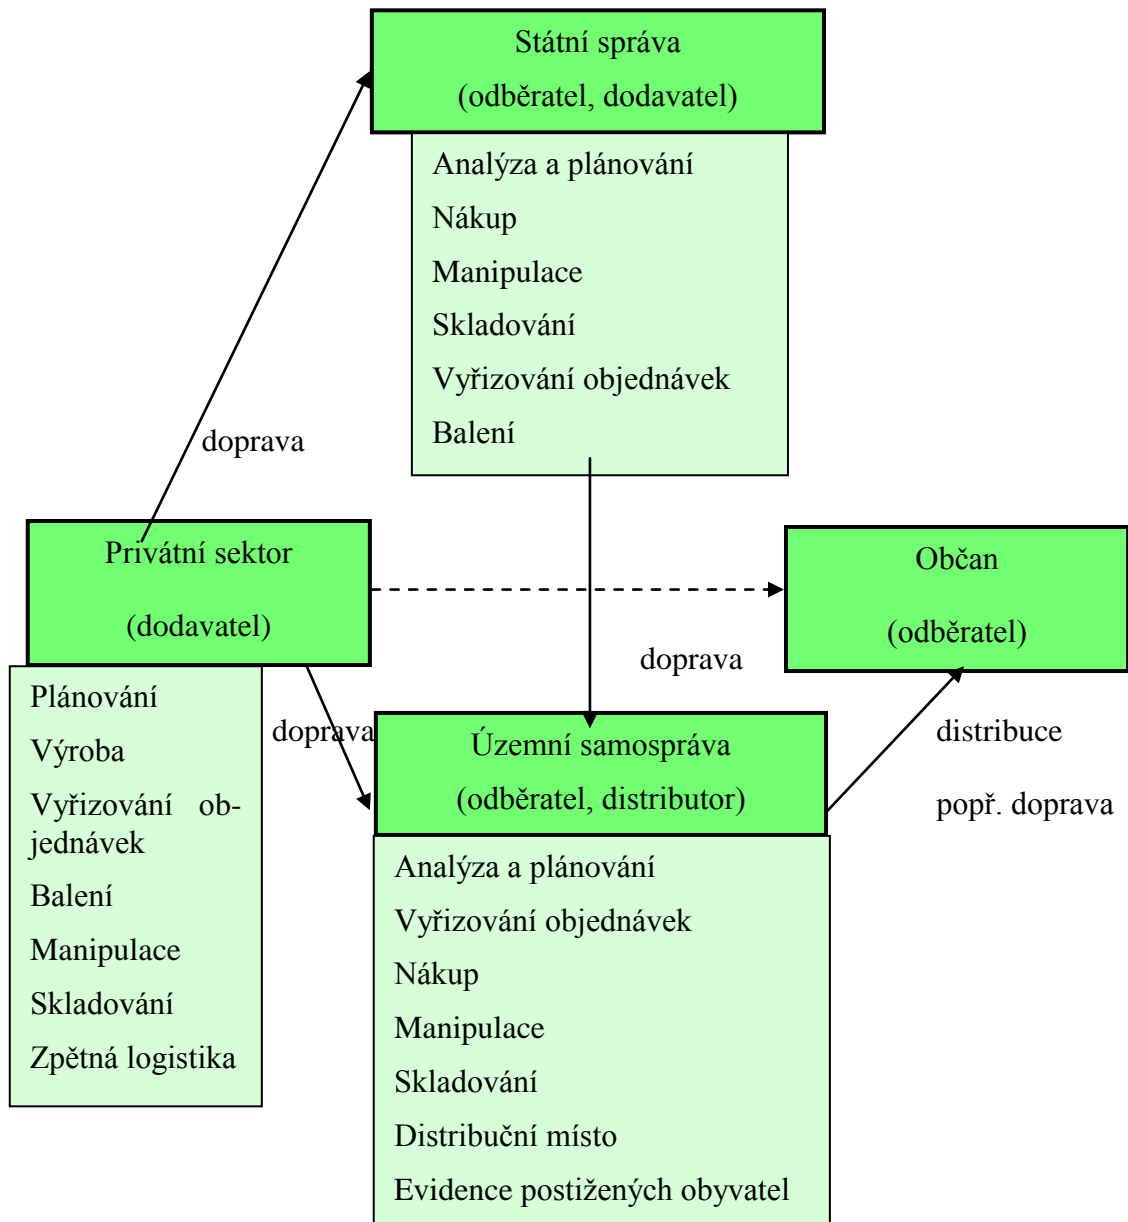 Státní správa
(odběratel, dodavatel)
Analýza a plánování
Nákup
Manipulace
Skladování
Vyřizování objednávek
Balení
doprava
Privátní sektor
(dodavatel)
Občan
(odběratel)
doprava
Plánování
Výroba
Vyřizování ob-
jednávek
Balení
Manipulace
Skladování
Zpětná logistika
doprava
Územní samospráva
(odběratel, distributor)
distribuce
popř. doprava
Analýza a plánování
Vyřizování objednávek
Nákup
Manipulace
Skladování
Distribuční místo
Evidence postižených obyvatel